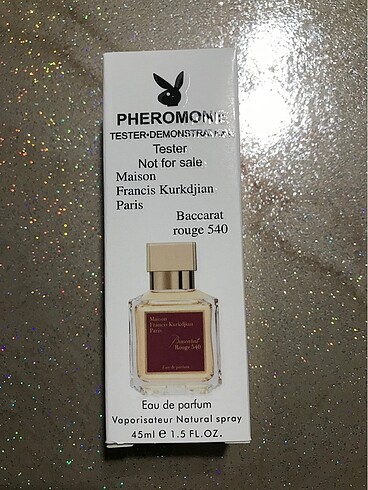 PHEROMONE
TESTER•DEMONSTRATION
Tester
Not for sale
Maison
Francis Kurkdjian
Paris
Baccarat
rouge 540
Maison
Francis Kurkdjian
Paris
Baccarat
Rouge 540
Eau de parfum
Eau de parfum
Vaporisateur Natural spray
45ml e 1.5 FL.OZ.